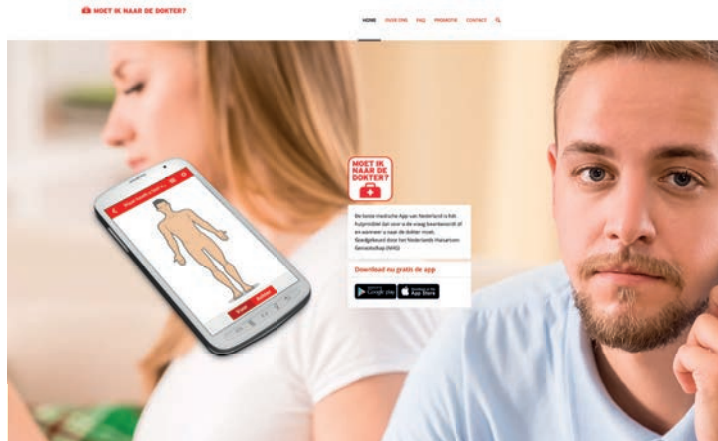 MOET IK NAAR DE DOKTER?
HOME OVER ONS FAQ PROMOTIE CONTACT
MOET IK
NAAR DE
DOKTER?
De beste medische App van Nederland is hét
hulpmiddel dat voor u de vraag beantwoordt of
en wanneer u naar de dokter moet.
Goedgekeurd door het Nederlands Huisartsen
Genootschap (NHG)
Download nu gratis de app
Google play
App Store